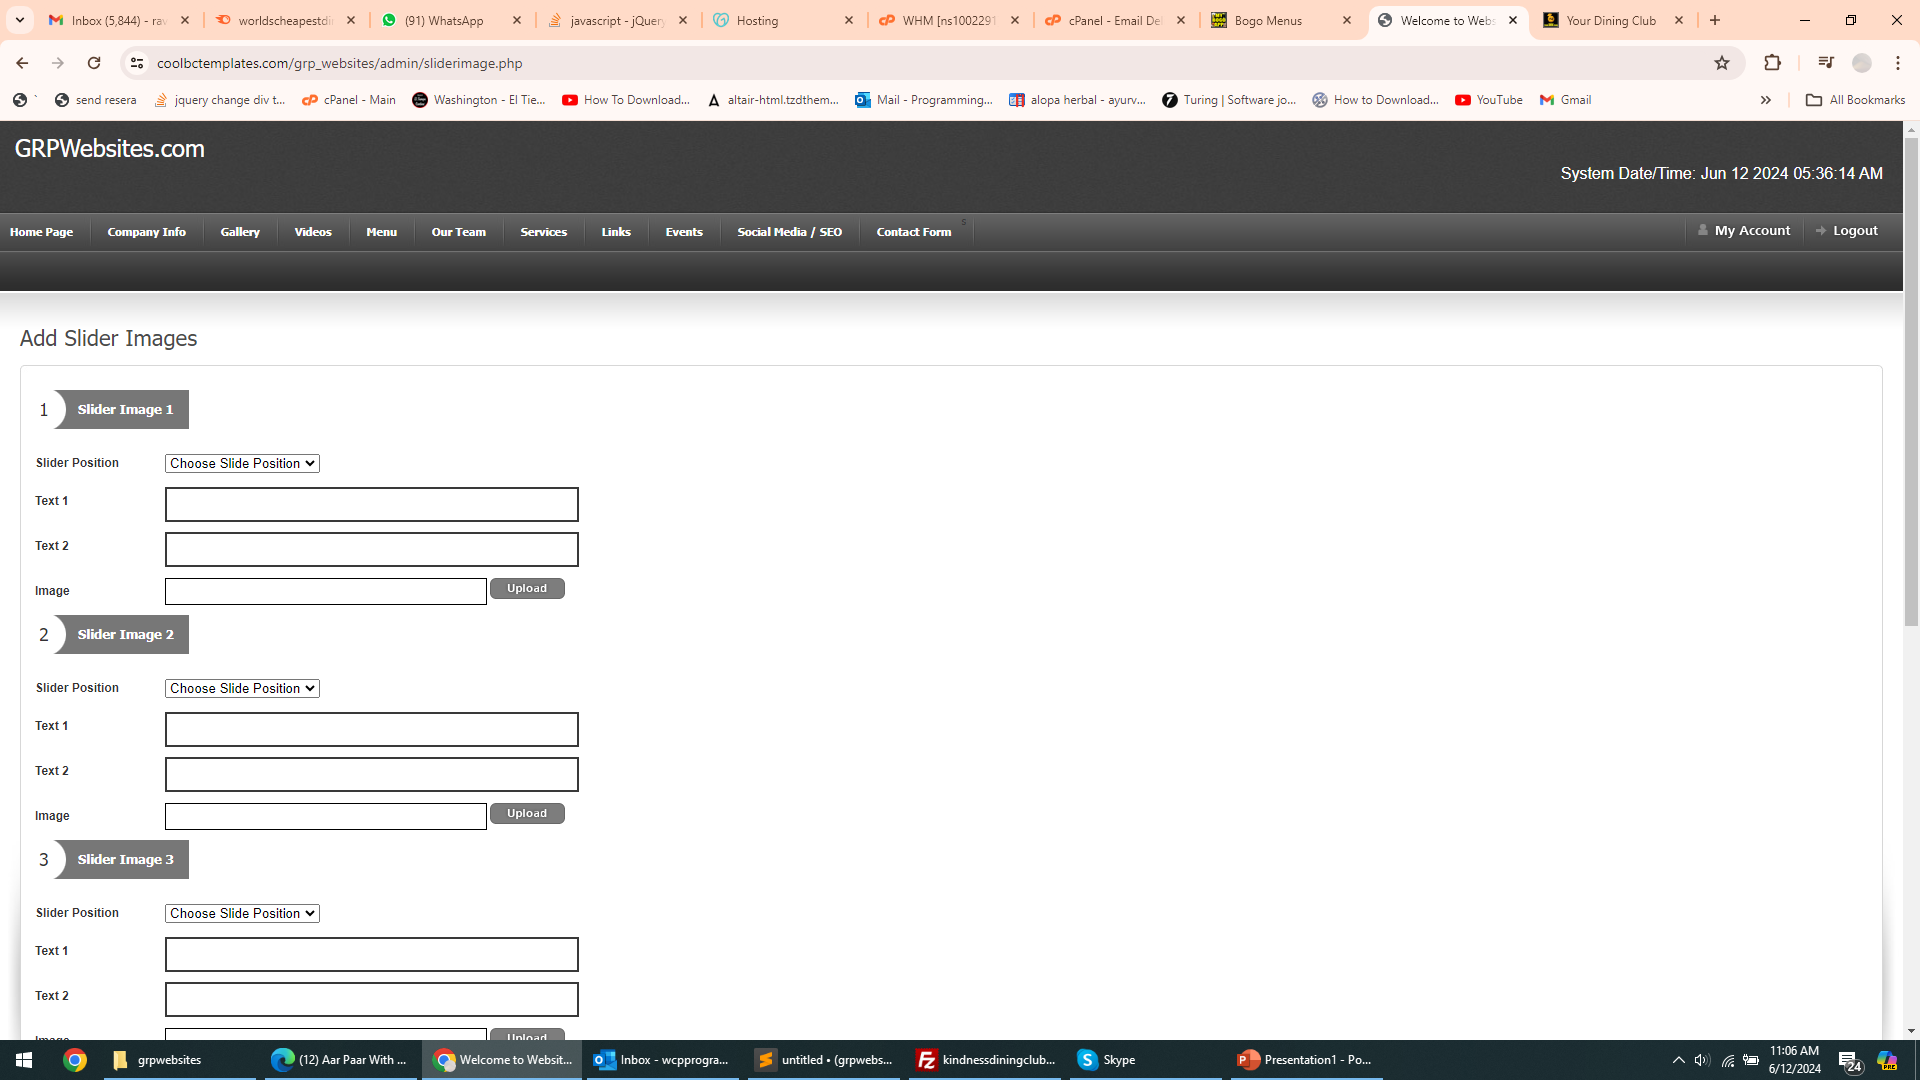 Inbox (5,844) - rav
worldscheapestdin
(91) WhatsApp
javascript - jQuery
Hosting
WHM [ns1002291
cPanel - Email Del
Bogo Menus
Welcome to Webs
Your Dining Club
coolbctemplates.com/grp_websites/admin/sliderimage.php
send resera
jquery change div t...
cPanel - Main
Washington - El Tie...
How To Download...
altair-html.tzdthem...
Mail - Programming...
alopa herbal - ayurv...
Turing | Software jo...
How to Download...
YouTube
Gmail
All Bookmarks
GRPWebsites.com
System Date/Time: Jun 12 2024 05:36:14 AM
Home Page
Company Info
Gallery
Videos
Menu
Our Team
Services
Links
Events
Social Media / SEO
Contact Form
s
My Account
Logout
Add Slider Images
1 Slider Image 1
Slider Position Choose Slide Position
Text 1
Text 2
Image Upload
2 Slider Image 2
Slider Position Choose Slide Position
Text 1
Text 2
Image Upload
3 Slider Image 3
Slider Position Choose Slide Position
Text 1
Text 2
Image Upload
grpwebsites
(12) Aar Paar With ...
Welcome to Websit...
Inbox - wcpprogra...
untitled • (grpwebs...
kindnessdiningclub...
Skype
Presentation1 - Po...
11:06 AM
6/12/2024
24